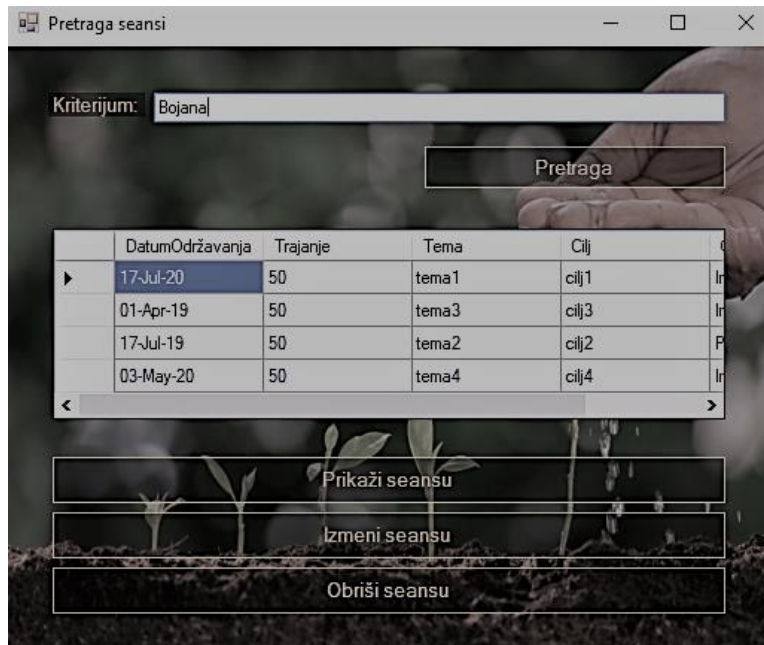 Pretraga seansi
Kriterijum: Bojana
Pretraga
DatumOdržavanja Trajanje Tema Cilj
17-Jul-20 50 tema1 cilj1
01-Apr-19 50 tema3 cilj3
17-Jul-19 50 tema2 cilj2
03-May-20 50 tema4 cilj4
Prikaži seansu
Izmeni seansu
Obriši seansu